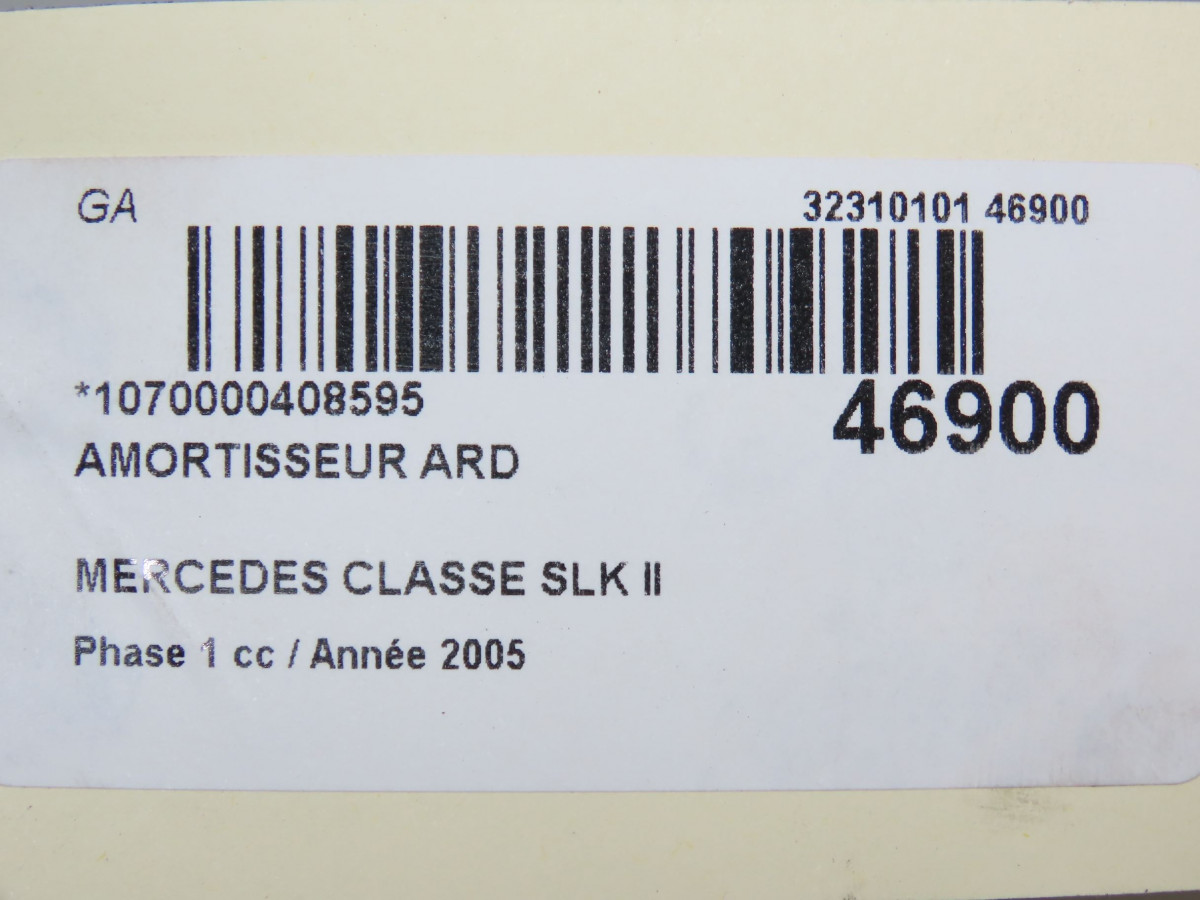 GA 32310101 46900
*1070000408595 46900
AMORTISSEUR ARD
MERCEDES CLASSE SLK II
Phase 1 cc / Année 2005